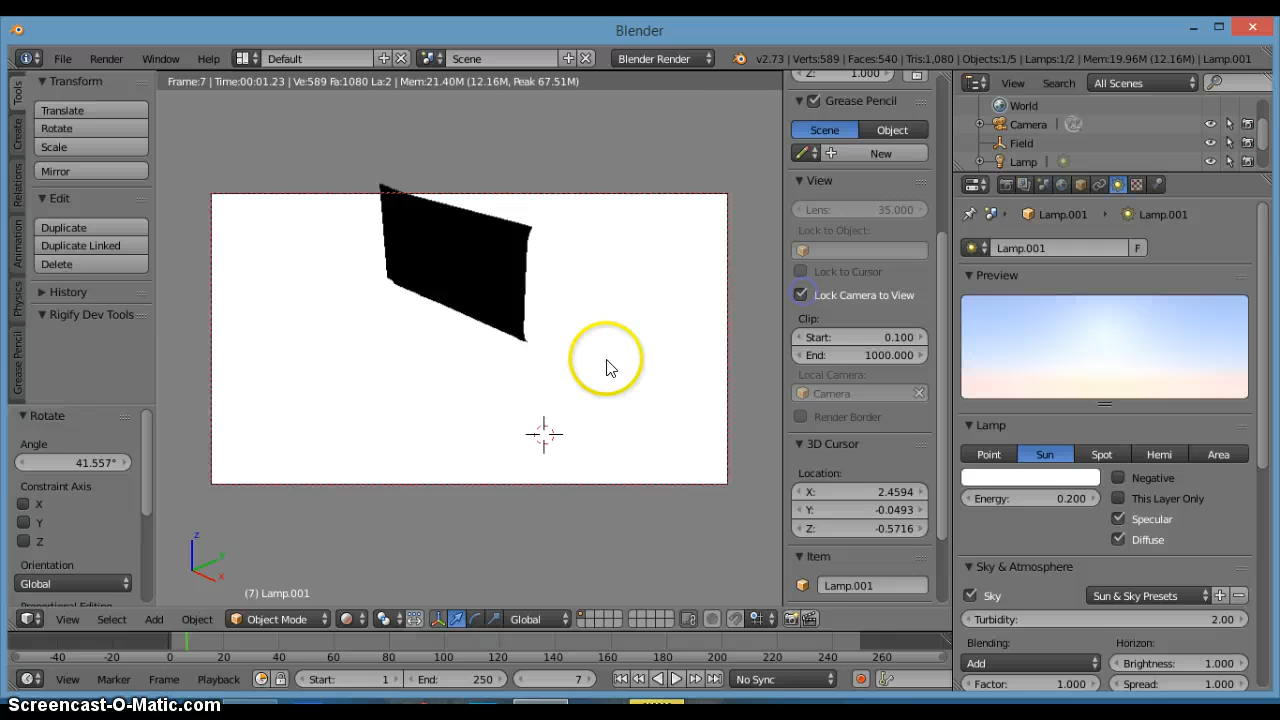 Blender
File Render Window Help Default Scene Blender Render v2.73 | Verts:589 | Faces:540 | Tris:1,080 | Objects:1/5 | Lamps:1/2 | Mem:19.96M (12.16M) | Lamp.001
Transform
Translate
Rotate
Scale
Mirror
Edit
Duplicate
Duplicate Linked
Delete
History
Rigify Dev Tools
Tools
Create
Relations
Animation
Physics
Grease Pencil
Rotate
Angle
41.557°
Constraint Axis
X
Y
Z
Orientation
Global
Frame:7 | Time:00:01.23 | Ve:589 Fa:1080 La:2 | Mem:21.40M (12.16M, Peak 67.51M)
z
y
x
(7) Lamp.001
Z: 1.000
Grease Pencil
Scene Object
New
View
Lens: 35.000
Lock to Object:
Lock to Cursor
Lock Camera to View
Clip:
Start: 0.100
End: 1000.000
Local Camera:
Camera
Render Border
3D Cursor
Location:
X: 2.4594
Y: -0.0493
Z: -0.5716
Item
Lamp.001
View Search All Scenes
World
Camera
Field
Lamp
Lamp.001 Lamp.001
Lamp.001 F
Preview
Lamp
Point Sun Spot Hemi Area
Negative
Energy: 0.200 This Layer Only
Specular
Diffuse
Sky & Atmosphere
Sky Sun & Sky Presets
Turbidity: 2.00
Blending: Horizon:
Add Brightness: 1.000
Factor: 1.000 Spread: 1.000
View Select Add Object Object Mode Global
-40 -20 0 20 40 60 80 100 120 140 160 180 200 220 240 260
View Marker Frame Playback Start: 1 End: 250 7 No Sync
Screencast-O-Matic.com